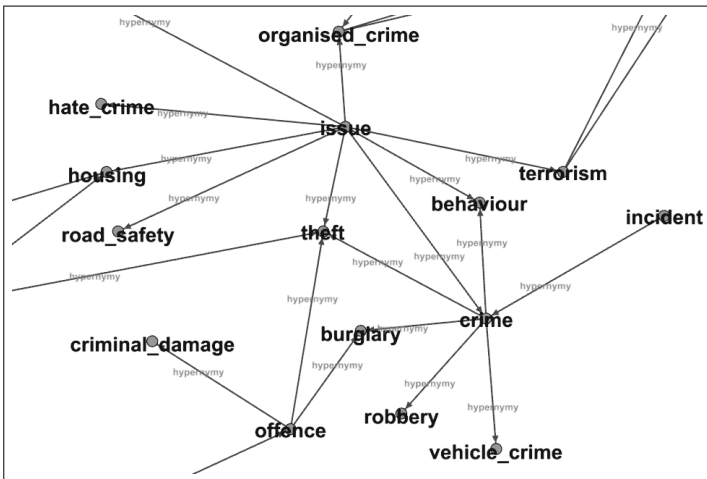 hypernymy
organised_crime
hypernymy
hypernymy
hate_crime
hypernymy
issue
hypernymy
hypernymy
housing
terrorism
hypernymy
hypernymy
behaviour
incident
road_safety
theft
hypernymy
hypernymy
hypernymy
hypernymy
hypernymy
hypernymy
crime
hypernymy
burglary
criminal_damage
hypernymy
hypernymy
hypernymy
robbery
offence
vehicle_crime